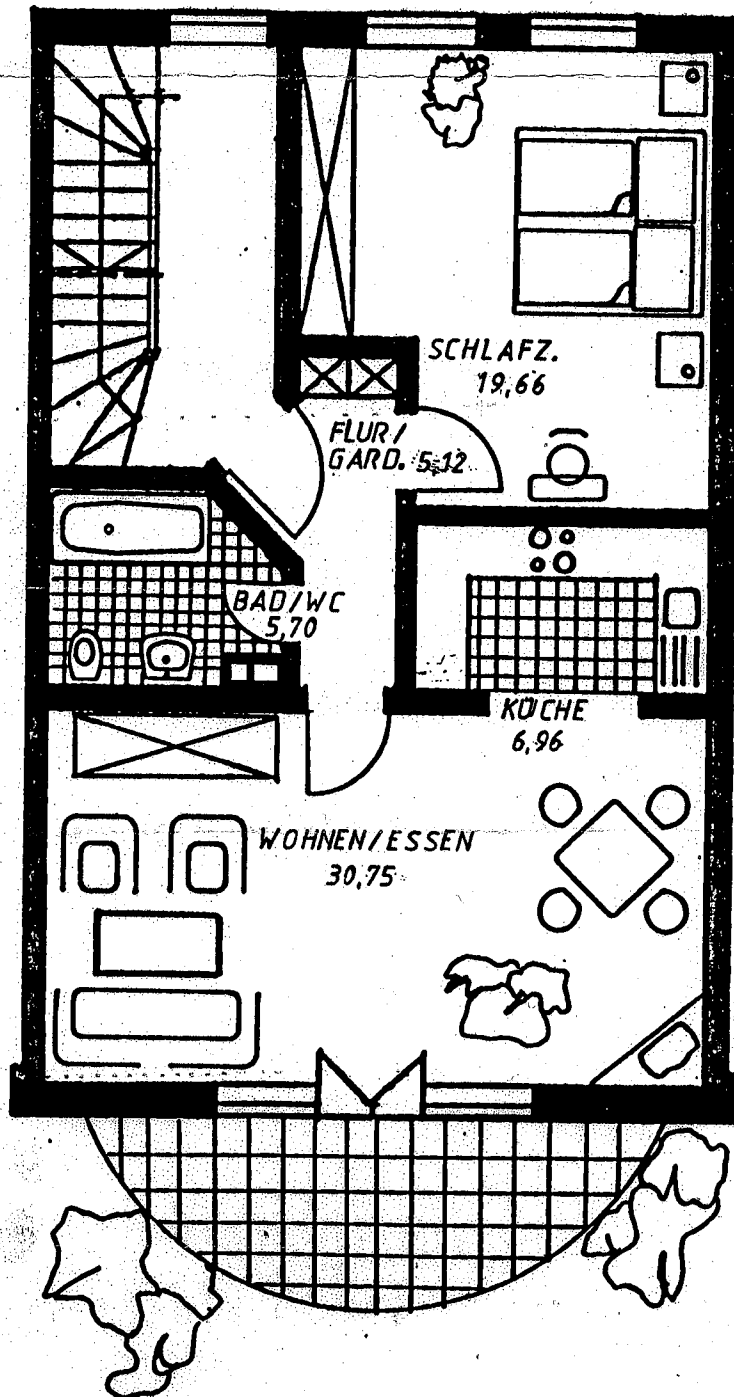 SCHLAFZ.
19,66
FLUR/
GARD. 5,12
BAD/WC
5,70
KÜCHE
6,96
WOHNEN/ESSEN
30,75